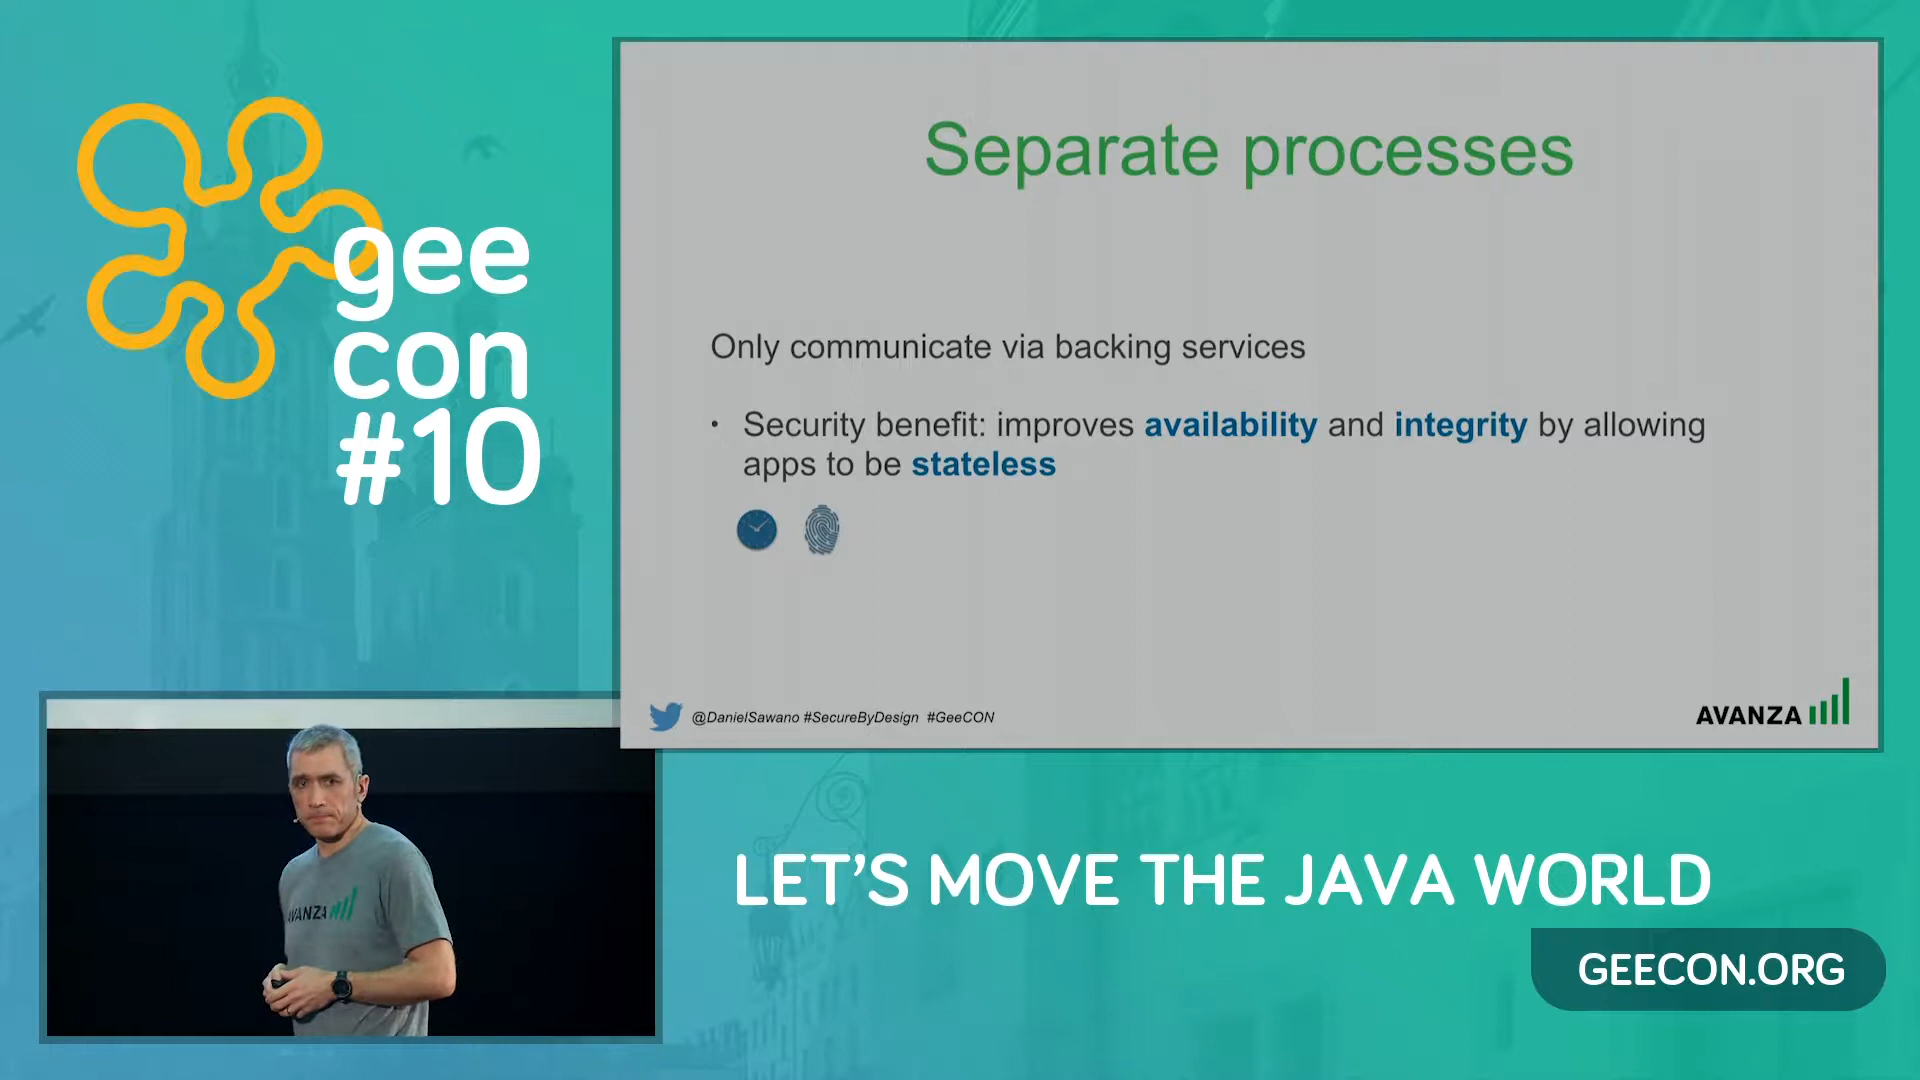 gee
con
#10
Separate processes
Only communicate via backing services
• Security benefit: improves availability and integrity by allowing
apps to be stateless
@DanielSawano #SecureByDesign #GeeCON
AVANZA
AVANZA
LET'S MOVE THE JAVA WORLD
GEECON.ORG